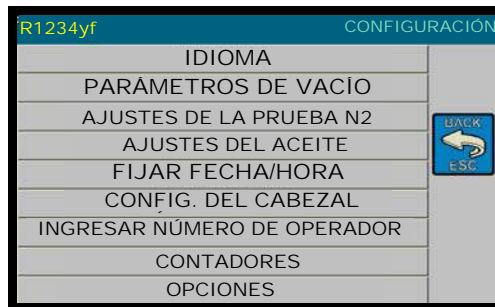 R1234yf CONFIGURACIÓN
IDIOMA
PARÁMETROS DE VACÍO
AJUSTES DE LA PRUEBA N2
BACK
AJUSTES DEL ACEITE
ESC
FIJAR FECHA/HORA
CONFIG. DEL CABEZAL
INGRESAR NÚMERO DE OPERADOR
CONTADORES
OPCIONES